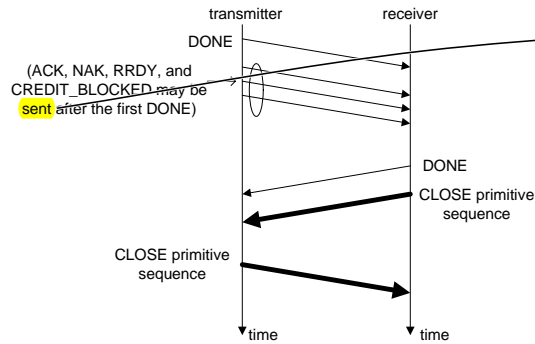 transmitter
receiver
DONE
(ACK, NAK, RRDY, and
CREDIT_BLOCKED may be
sent after the first DONE)
DONE
CLOSE primitive
sequence
CLOSE primitive
sequence
time
time